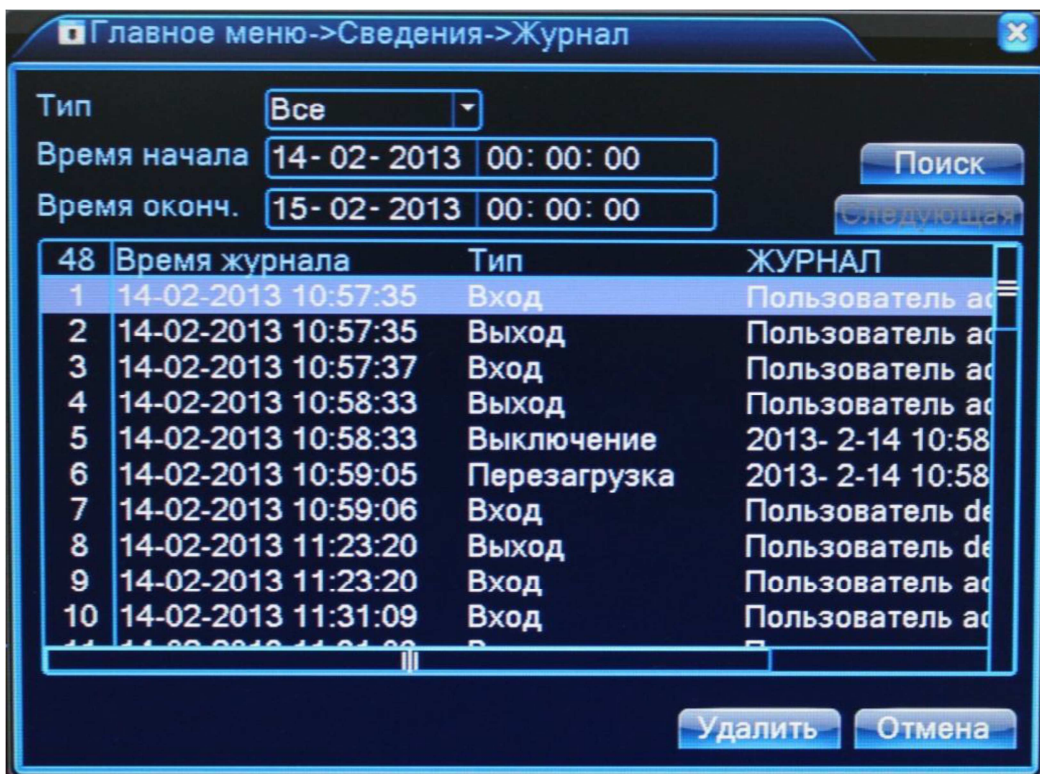 Главное меню->Сведения->Журнал
Тип Все
Время начала 14- 02- 2013 00: 00: 00
Поиск
Время оконч. 15- 02- 2013 00: 00: 00
Следующая
48 Время журнала Тип ЖУРНАЛ
1 14-02-2013 10:57:35 Вход Пользователь
2 14-02-2013 10:57:35 Выход Пользователь
3 14-02-2013 10:57:37 Вход Пользователь
4 14-02-2013 10:58:33 Выход Пользователь
5 14-02-2013 10:58:33 Выключение 2013- 2-14 10:58
6 14-02-2013 10:59:05 Перезагрузка 2013- 2-14 10:58
7 14-02-2013 10:59:06 Вход Пользователь de
8 14-02-2013 11:23:20 Выход Пользователь de
9 14-02-2013 11:23:20 Вход Пользователь
10 14-02-2013 11:31:09 Вход Пользователь
Удалить Отмена